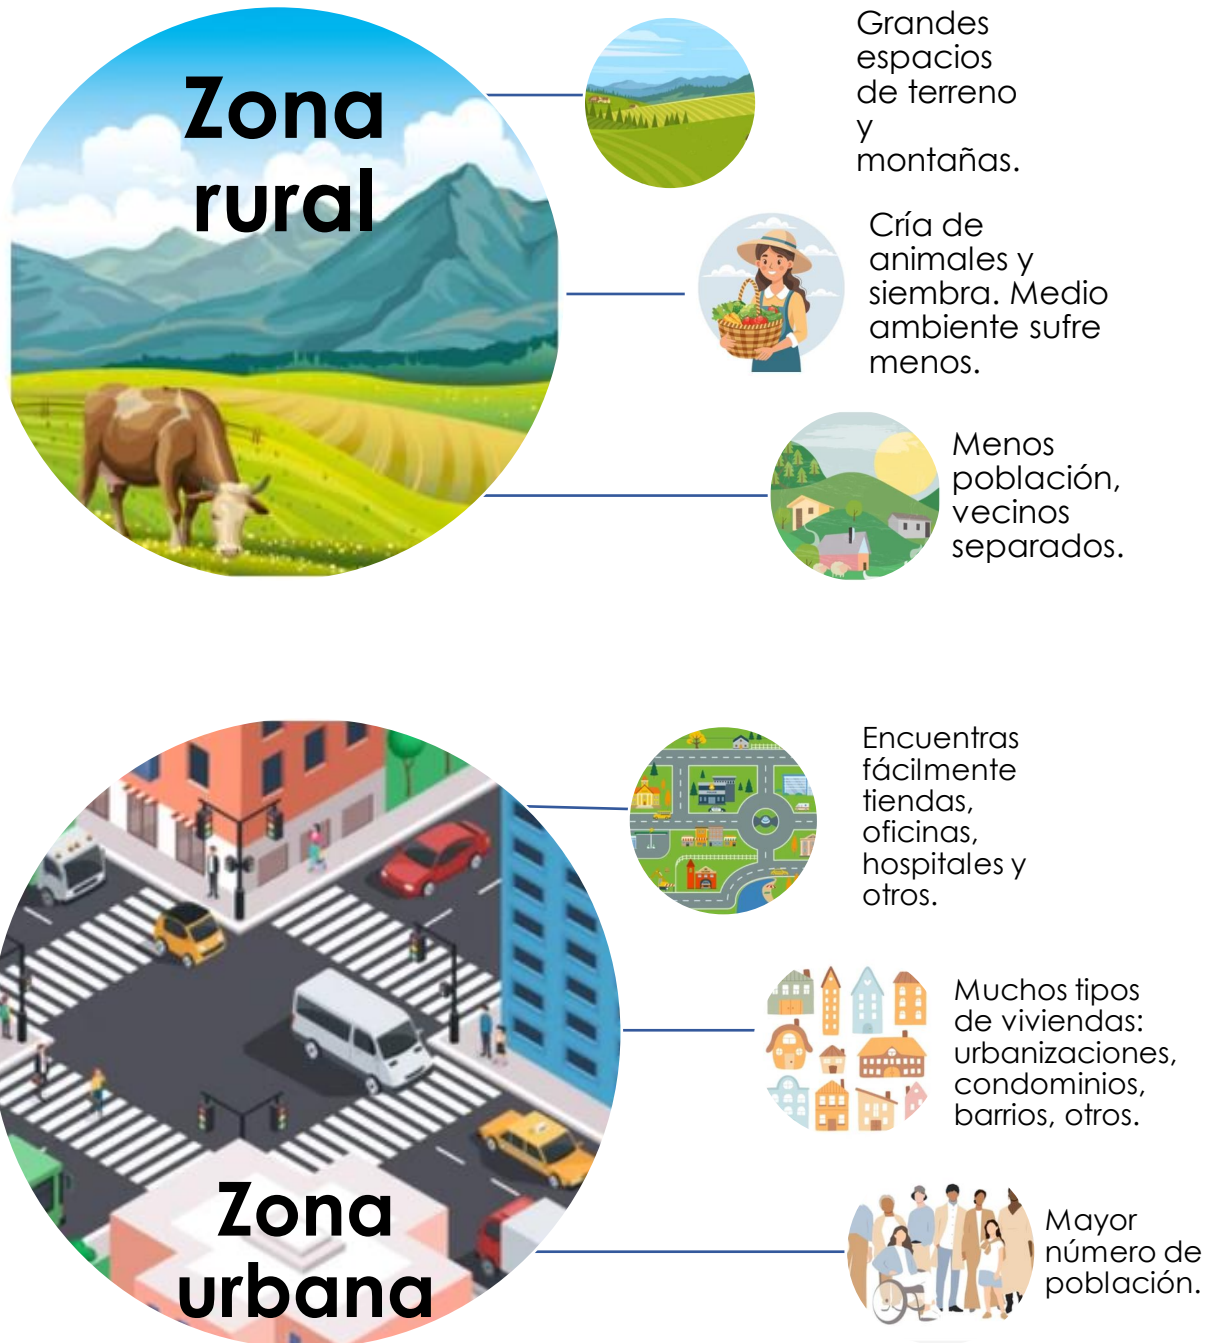 Zona
rural
Grandes
espacios
de terreno
y
montañas.
Cría de
animales y
siembra. Medio
ambiente sufre
menos.
Menos
población,
vecinos
separados.
Zona
urbana
Encuentras
fácilmente
tiendas,
oficinas,
hospitales y
otros.
Muchos tipos
de viviendas:
urbanizaciones,
condominios,
barrios, otros.
Mayor
número de
población.